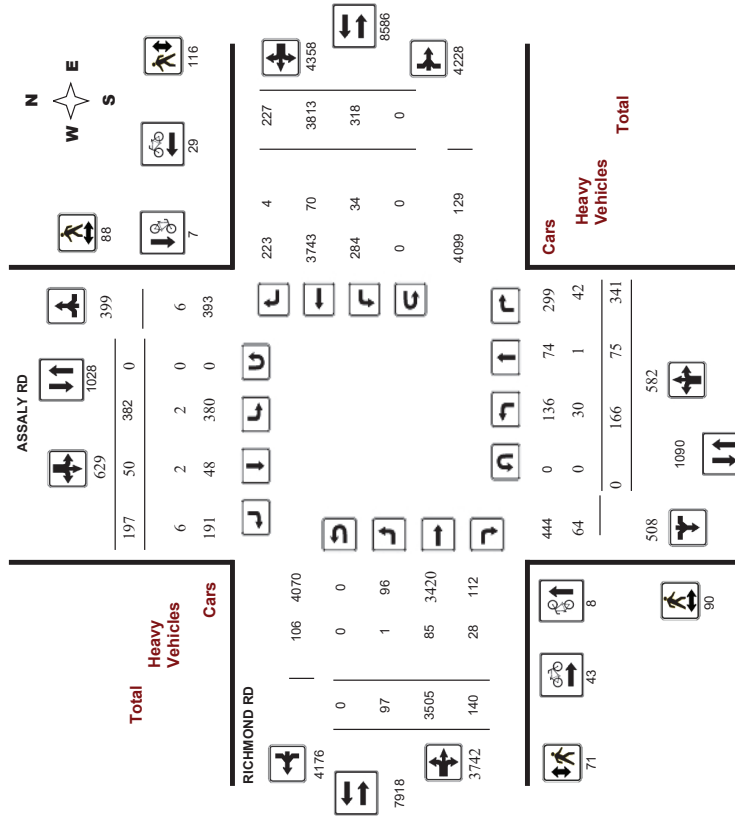 N
W E
S
88
7
29
116
ASSALY RD
629
1028
399
197 50 382 0
6 2 2 0 6
191 48 380 0 393
Total
Heavy
Vehicles
Cars
223 4 227
3743 70 3813
284 34 318
0 0 0
4099 129
4358
8586
4228
RICHMOND RD
4176
7918
3742
106 4070
0 0 0
97 1 96
3505 85 3420
140 28 112
444 0 136 74 299 Cars
64 0 30 1 42 Heavy
Vehicles
0 166 75 341 Total
508
1090
582
71
43
8
90